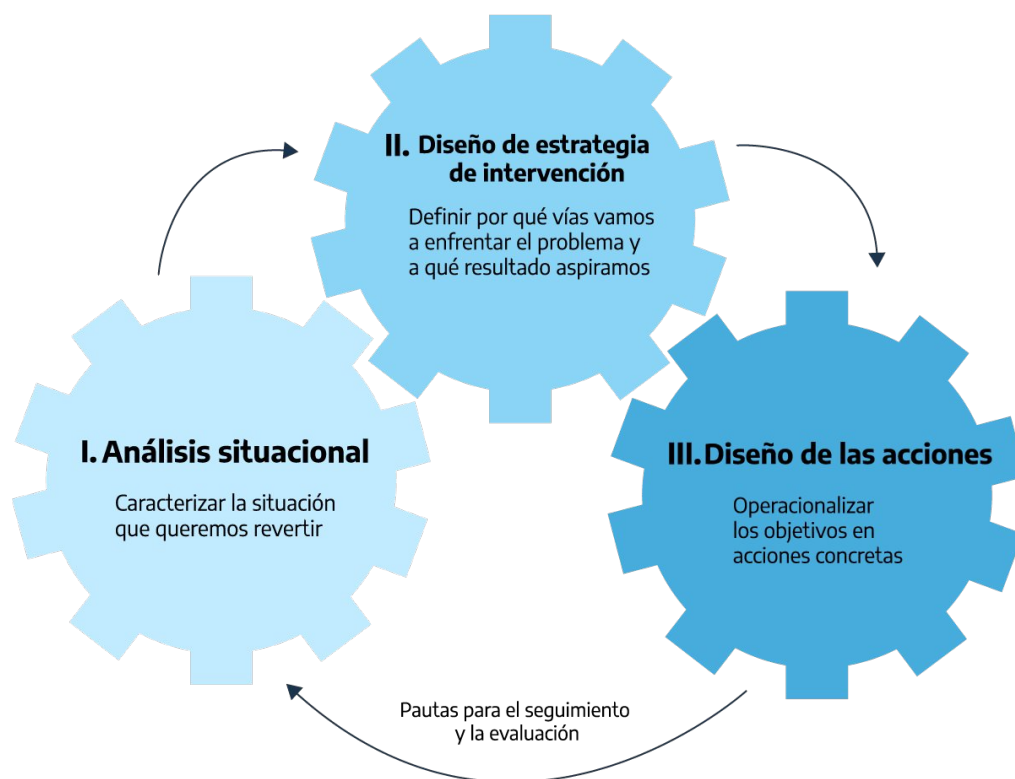 II. Diseño de estrategia
de intervención
Definir por qué vías vamos
a enfrentar el problema y
a qué resultado aspiramos
I. Análisis situacional
Caracterizar la situación
que queremos revertir
III. Diseño de las acciones
Operacionalizar
los objetivos en
acciones concretas
Pautas para el seguimiento
y la evaluación